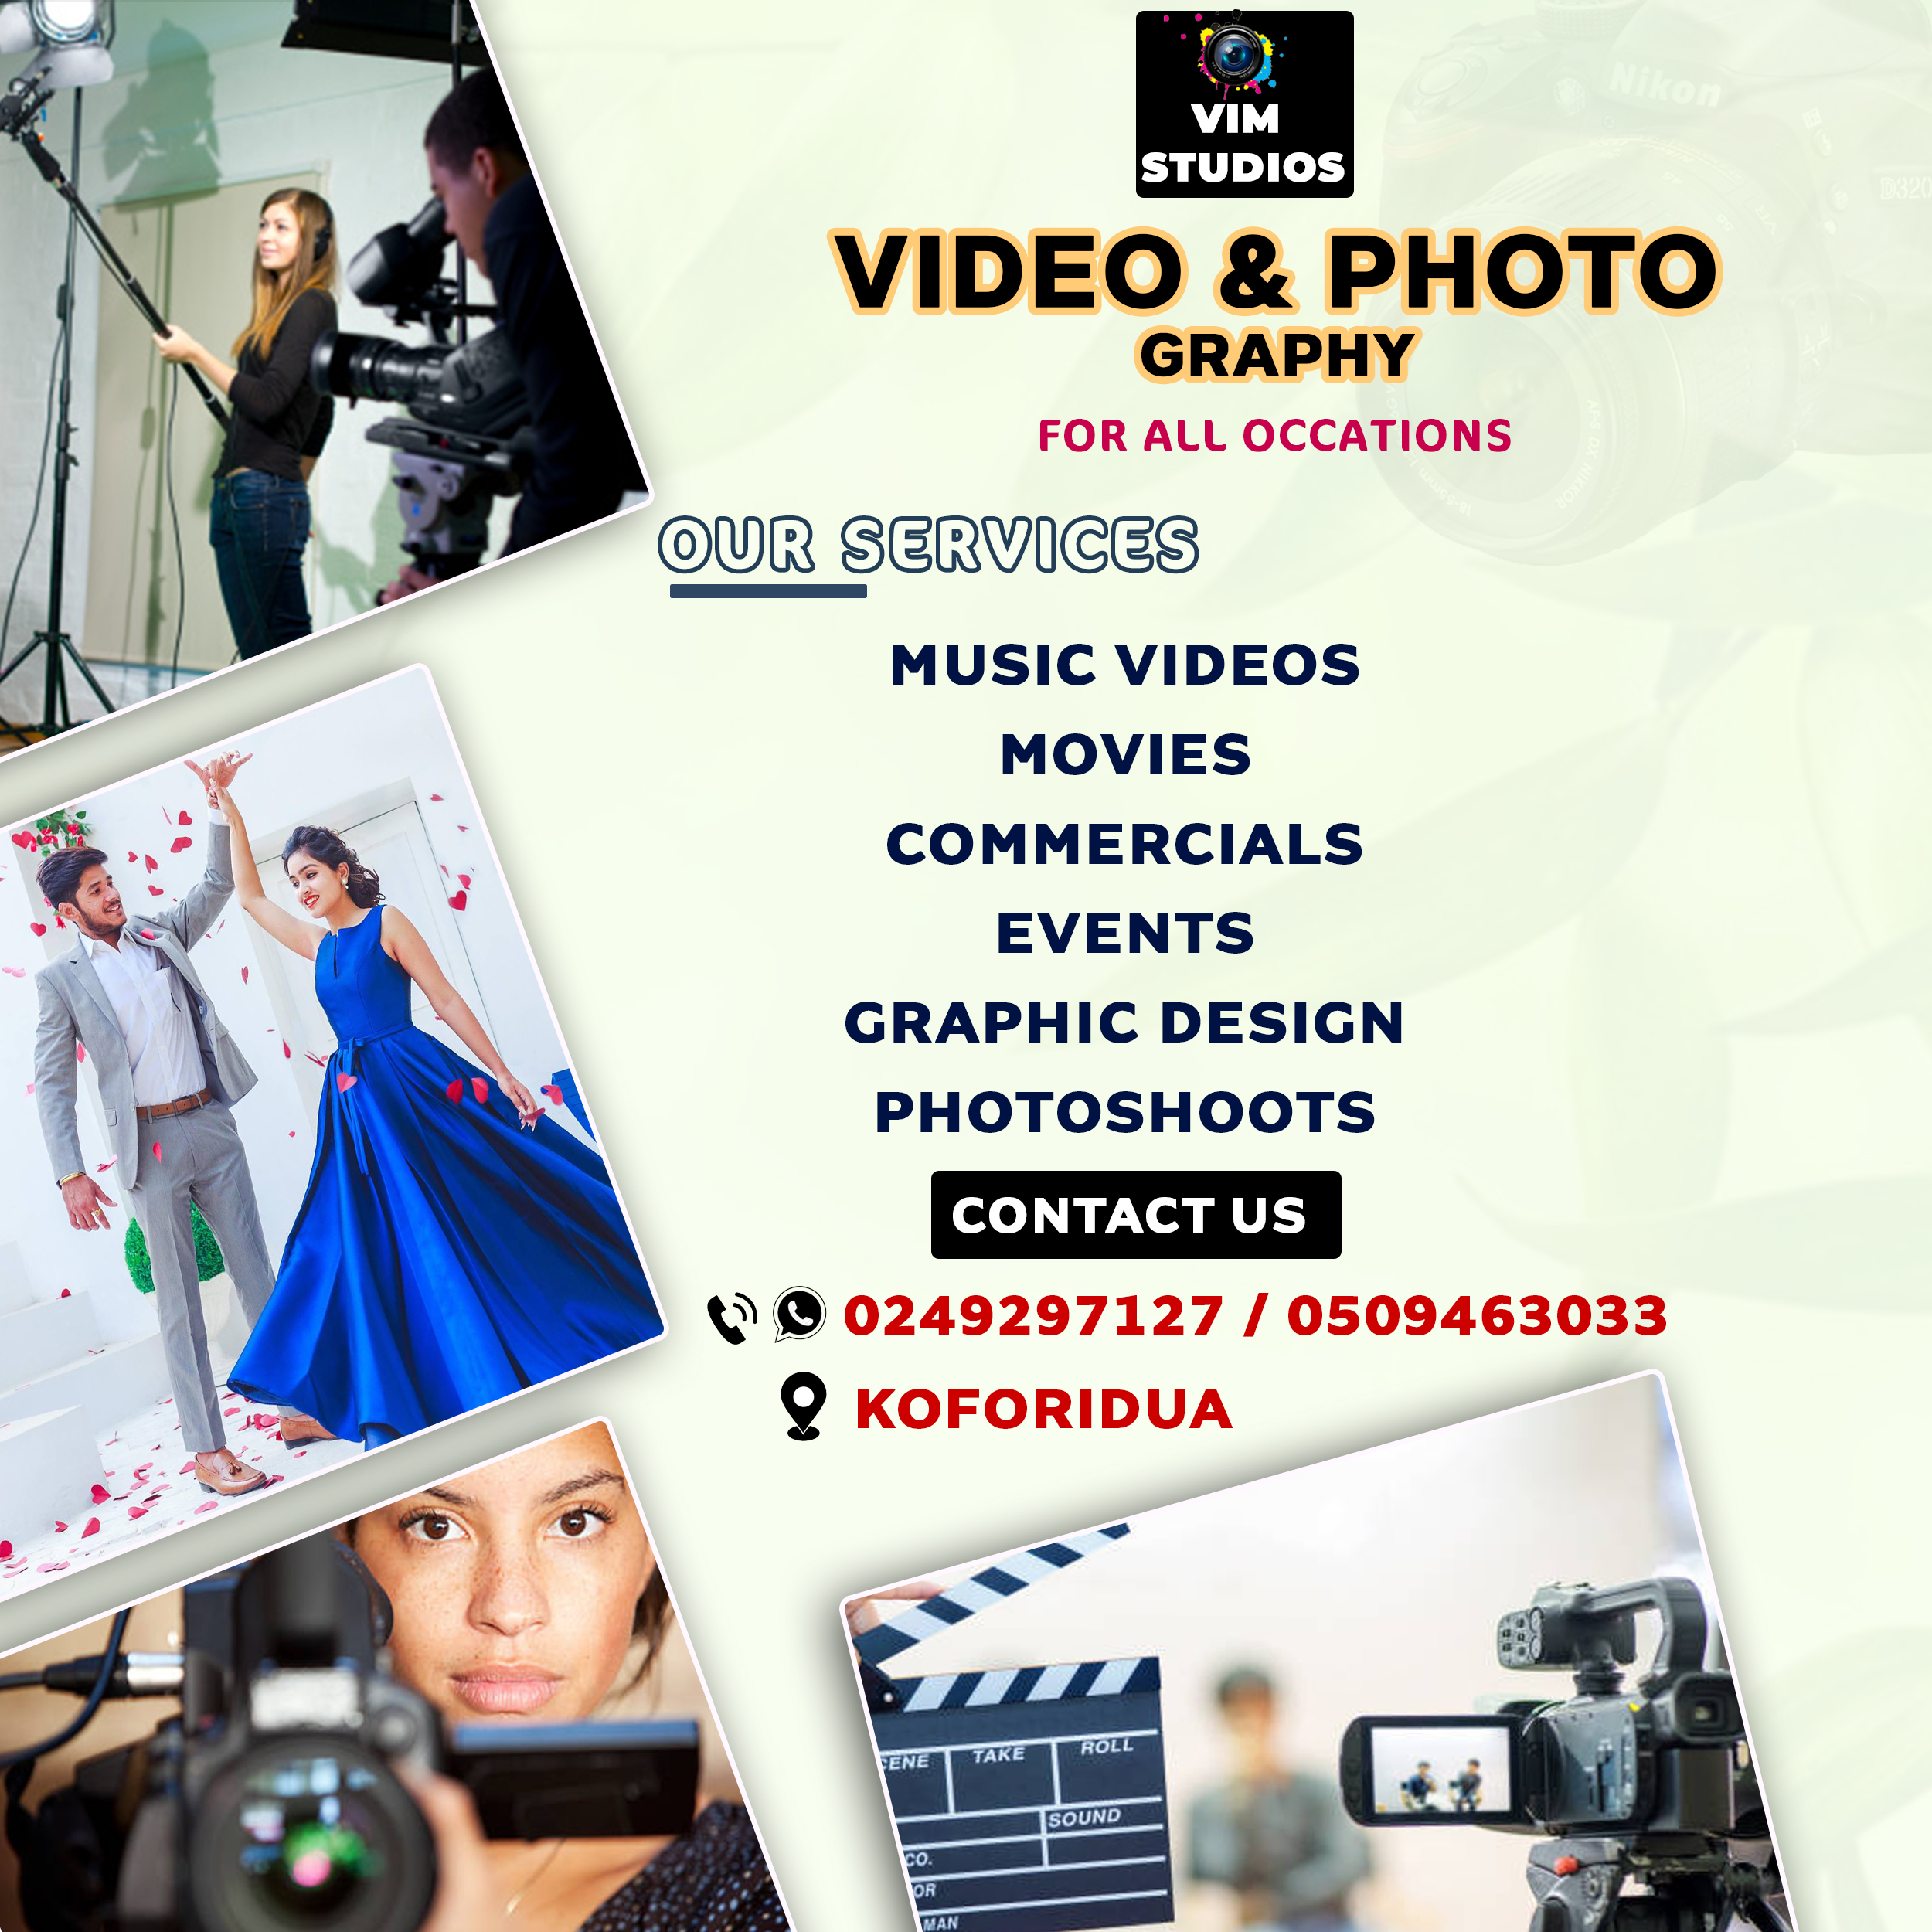 VIM
STUDIOS
Nikon
VIDEO & PHOTO
GRAPHY
FOR ALL OCCATIONS
OUR SERVICES
MUSIC VIDEOS
MOVIES
COMMERCIALS
EVENTS
GRAPHIC DESIGN
PHOTOSHOOTS
CONTACT US
0249297127 / 0509463033
KOFORIDUA
TAKE
ROLL
SOUND
CO.